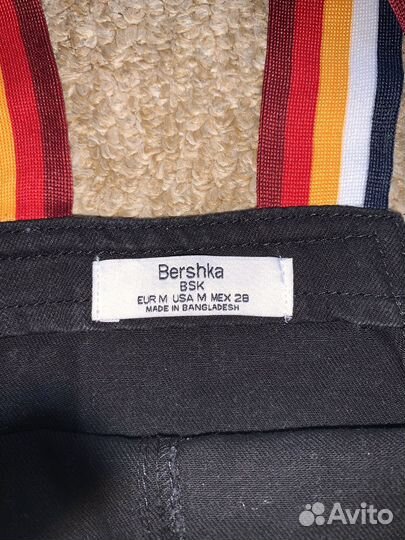 Bershka
BSK
EUR M USA M MEX 28
MADE IN BANGLADESH
Avito